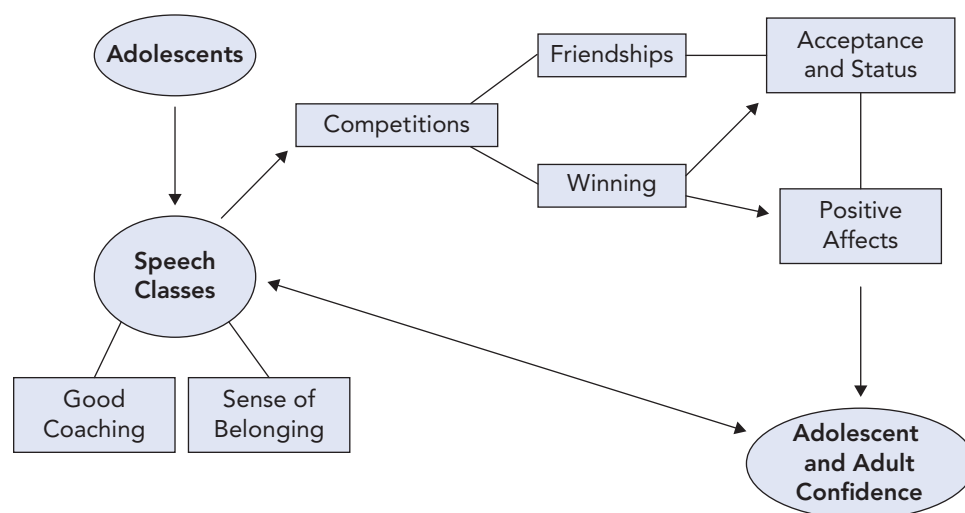 Adolescents
Friendships
Acceptance
and Status
Competitions
Winning
Positive
Affects
Speech
Classes
Good
Coaching
Sense of
Belonging
Adolescent
and Adult
Confidence